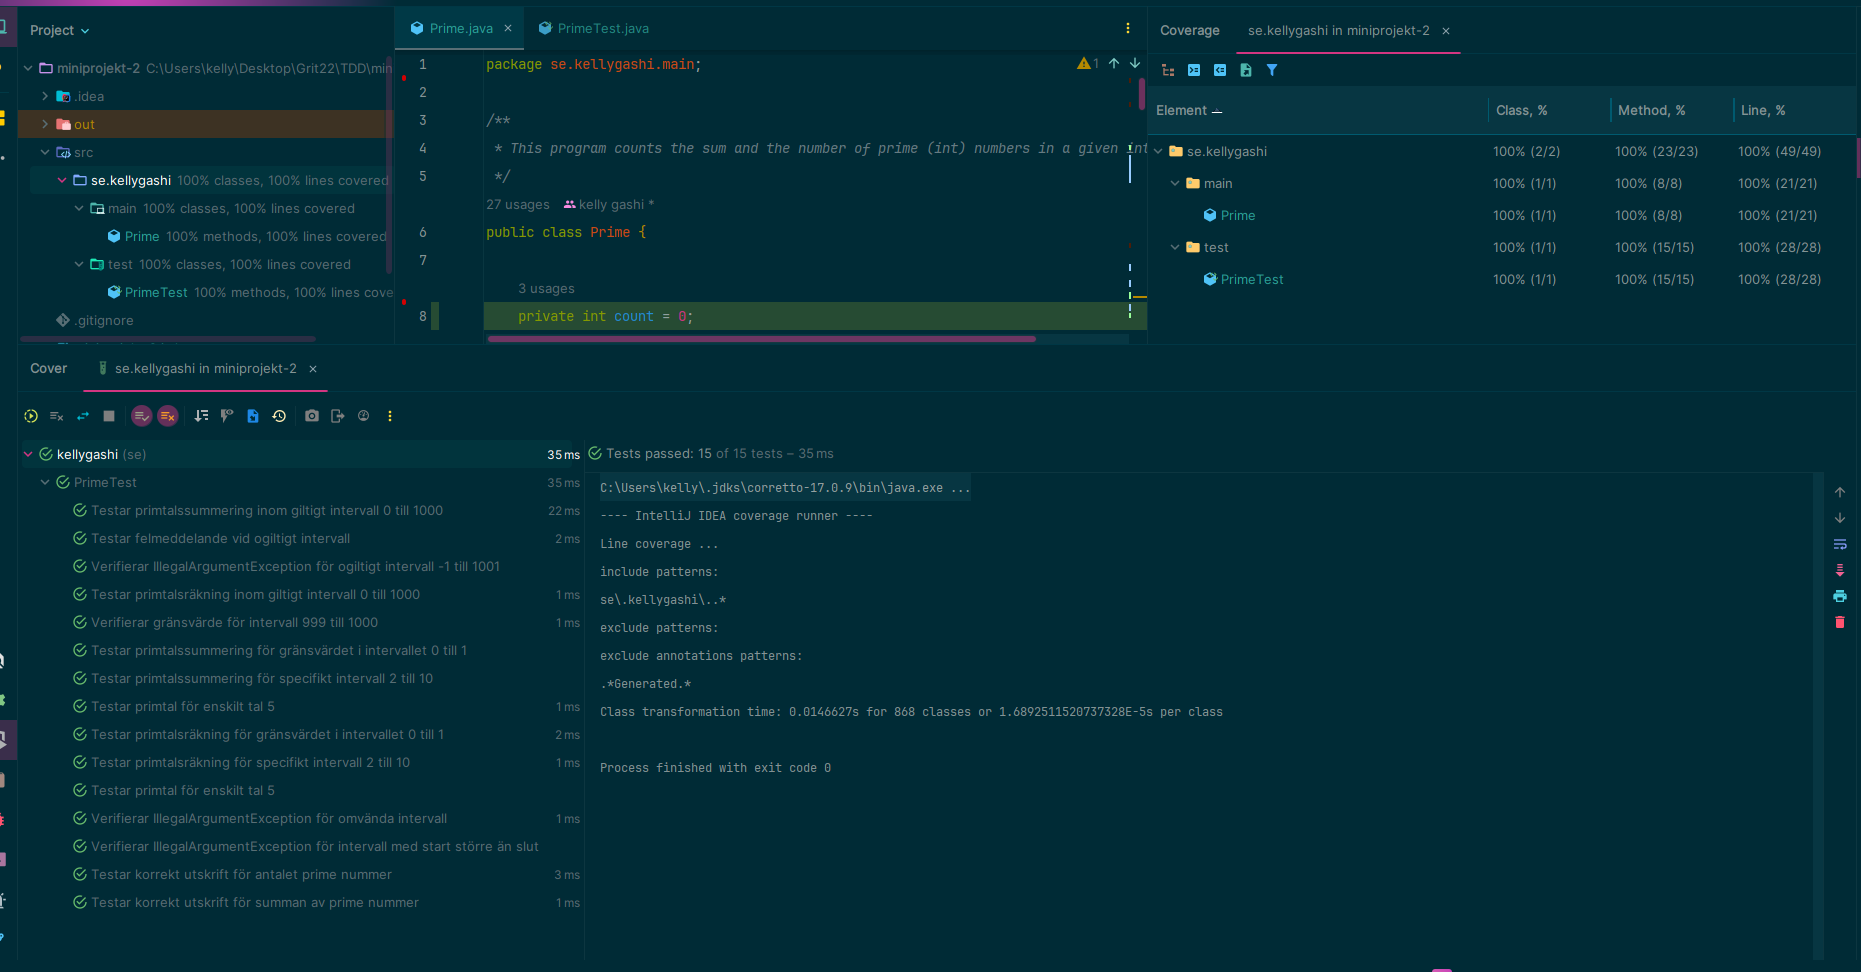 Project
miniprojekt-2 C:\Users\kelly\Desktop\Grit22\TDD\min
.idea
out
src
se.kellygashi 100% classes, 100% lines covered
main 100% classes, 100% lines covered
Prime 100% methods, 100% lines covered
test 100% classes, 100% lines covered
PrimeTest 100% methods, 100% lines cove
.gitignore
Prime.java ×
PrimeTest.java
1 package se.kellygashi.main;
1
2
3 /**
4 * This program counts the sum and the number of prime (int) numbers in a given int
5 */
27 usages kelly gashi *
6 public class Prime {
7
3 usages
8 private int count = 0;
Coverage
se.kellygashi in miniprojekt-2 ×
Element Class, % Method, % Line, %
se.kellygashi 100% (2/2) 100% (23/23) 100% (49/49)
main 100% (1/1) 100% (8/8) 100% (21/21)
Prime 100% (1/1) 100% (8/8) 100% (21/21)
test 100% (1/1) 100% (15/15) 100% (28/28)
PrimeTest 100% (1/1) 100% (15/15) 100% (28/28)
Cover
se.kellygashi in miniprojekt-2 ×
kellygashi (se) 35 ms
PrimeTest 35 ms
Testar primtalssummering inom giltigt intervall 0 till 1000 22 ms
Testar felmeddelande vid ogiltigt intervall 2 ms
Verifierar IllegalArgumentException för ogiltigt intervall -1 till 1001
Testar primtalsräkning inom giltigt intervall 0 till 1000 1 ms
Verifierar gränsvärde för intervall 999 till 1000 1 ms
Testar primtalssummering för gränsvärdet i intervallet 0 till 1
Testar primtalssummering för specifikt intervall 2 till 10
Testar primtal för enskilt tal 5 1 ms
Testar primtalsräkning för gränsvärdet i intervallet 0 till 1 2 ms
Testar primtalsräkning för specifikt intervall 2 till 10 1 ms
Testar primtal för enskilt tal 5
Verifierar IllegalArgumentException för omvända intervall 1 ms
Verifierar IllegalArgumentException för intervall med start större än slut
Testar korrekt utskrift för antalet prime nummer 3 ms
Testar korrekt utskrift för summan av prime nummer 1 ms
Tests passed: 15 of 15 tests – 35 ms
C:\Users\kelly\.jdks\corretto-17.0.9\bin\java.exe ...
---- IntelliJ IDEA coverage runner ----
Line coverage ...
include patterns:
se\.kellygashi\..*
exclude patterns:
exclude annotations patterns:
.*Generated.*
Class transformation time: 0.0146627s for 868 classes or 1.6892511520737328E-5s per class
Process finished with exit code 0